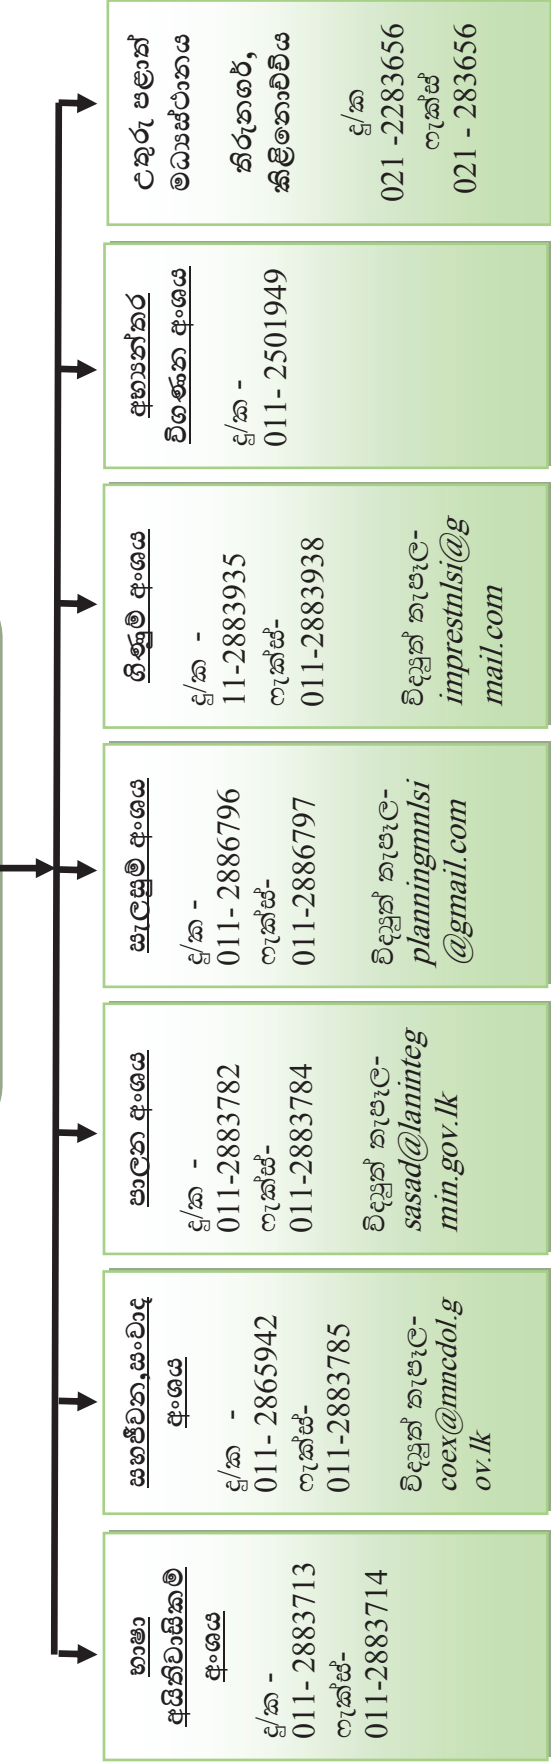 භාෂා
අයිතිවාසිකම්
අංශය
දු/ක -
011- 2883713
ෆැක්ස්-
011-2883714
සහජීවන,සංවාද
අංශය
දු/ක -
011- 2865942
ෆැක්ස්-
011-2883785
විද්‍යුත් තැපැල-
coex@mncdol.g
ov.lk
පාලන අංශය
දු/ක -
011-2883782
ෆැක්ස්-
011-2883784
විද්‍යුත් තැපැල-
sasad@laninteg
min.gov.lk
සැලසුම් අංශය
දු/ක -
011- 2886796
ෆැක්ස්-
011-2886797
විද්‍යුත් තැපැල-
planningmnlsi
@gmail.com
ගිණුම් අංශය
දු/ක -
11-2883935
ෆැක්ස්-
011-2883938
විද්‍යුත් තැපැල-
imprestnlsi@g
mail.com
අභ්‍යන්තර
විගණන අංශය
දු/ක -
011- 2501949
උතුරු පළාත්
මධ්‍යස්ථානය
තිරුනගර්,
කිළිනොච්චිය
දු/ක
021 -2283656
ෆැක්ස්
021 - 283656